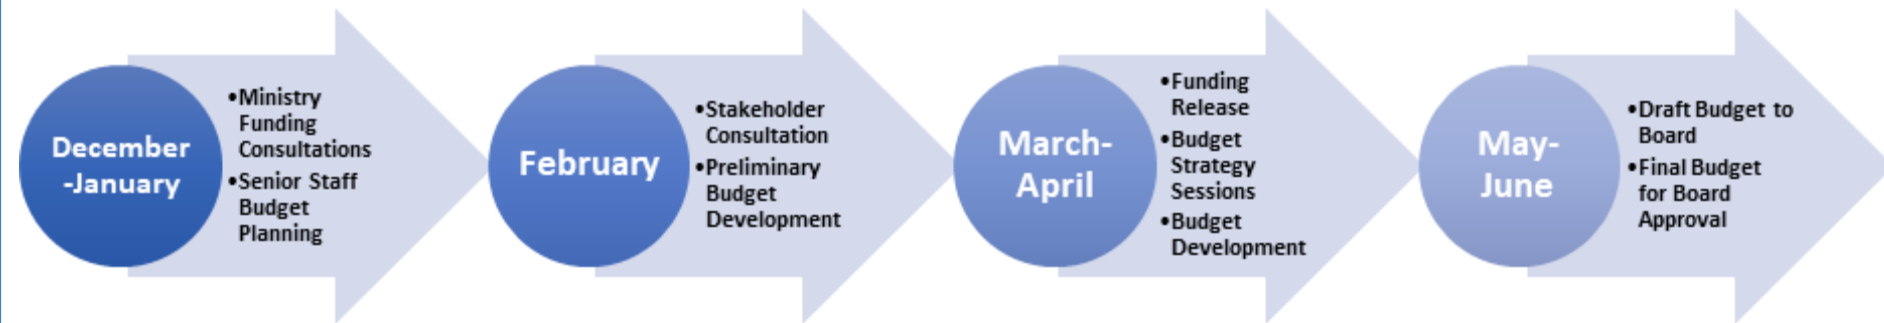 December
-January
•Ministry
Funding
Consultations
•Senior Staff
Budget
Planning
February
•Stakeholder
Consultation
•Preliminary
Budget
Development
March-
April
•Funding
Release
•Budget
Strategy
Sessions
•Budget
Development
May-
June
•Draft Budget to
Board
•Final Budget
for Board
Approval